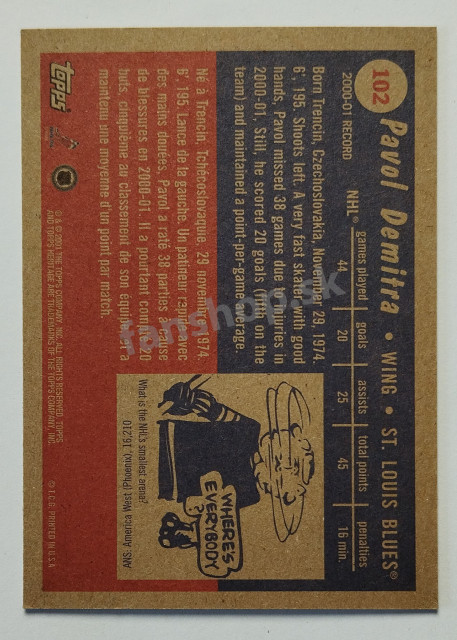 102
Pavol Demitra • WING • ST. LOUIS BLUES®
2000-01 RECORD
games played goals assists total points penalties
NHL® 44 20 25 45 16 min.
Born Trencin, Czechoslovakia, November 29, 1974.
6', 195. Shoots left. A very fast skater with good
hands, Pavol missed 38 games due to injuries in
2000-01. Still, he scored 20 goals (fifth on the
team) and maintained a point-per-game average.
Né à Trencin, Tchécoslovaquie, 29 novembre 1974.
6', 195. Lance de la gauche. Un patineur rapide avec
des mains douées, Pavol a raté 38 parties à cause
de blessures en 2000-01. Il a pourtant compté 20
buts, cinquième au classement de son équipe, et a
maintenu une moyenne d'un point par match.
WHERE'S
EVERYBODY?
What is the NHL's smallest arena?
ANS: America West (Phoenix), 16,210
topps
® & © 2001 THE TOPPS COMPANY, INC. ALL RIGHTS RESERVED. TOPPS
AND TOPPS HERITAGE ARE TRADEMARKS OF THE TOPPS COMPANY, INC.
© T.C.G. PRINTED IN U.S.A.
fanshop.sk